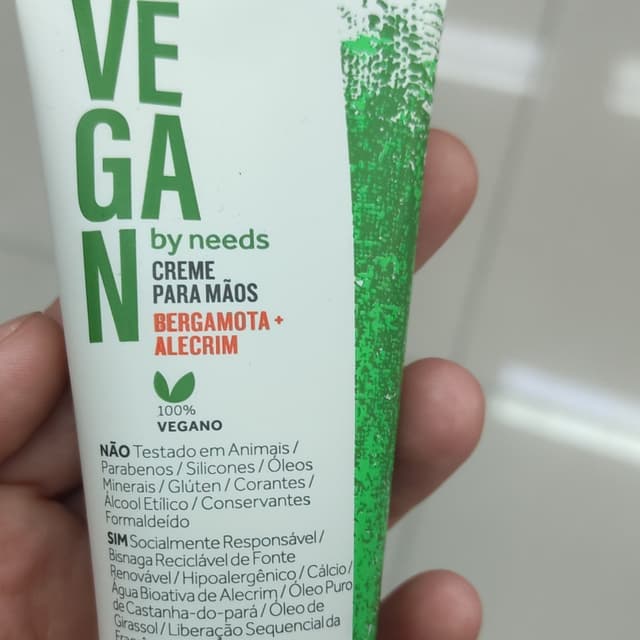 VE
GA
N
by needs
CREME
PARA MÃOS
BERGAMOTA +
ALECRIM
100%
VEGANO
NÃO Testado em Animais /
Parabenos / Silicones / Óleos
Minerais / Glúten / Corantes /
Álcool Etílico / Conservantes
Formaldeído
SIM Socialmente Responsável /
Bisnaga Reciclável de Fonte
Renovável / Hipoalergênico / Cálcio /
Água Bioativa de Alecrim / Óleo Puro
de Castanha-do-pará / Óleo de
Girassol / Liberação Sequencial da